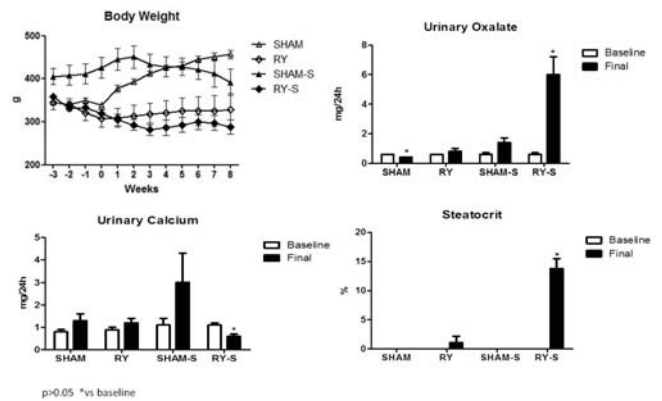 Body Weight
500
400
300
200
g
-3 -2 -1 0 1 2 3 4 5 6 7 8
Weeks
SHAM
RY
SHAM-S
RY-S
Urinary Oxalate
8
6
4
2
0
mg/24h
SHAM RY SHAM-S RY-S
* *
Baseline
Final
Urinary Calcium
5
4
3
2
1
0
mg/24h
SHAM RY SHAM-S RY-S
*
Baseline
Final
Steatocrit
20
15
10
5
0
%
SHAM RY SHAM-S RY-S
*
Baseline
Final
p>0.05 *vs baseline